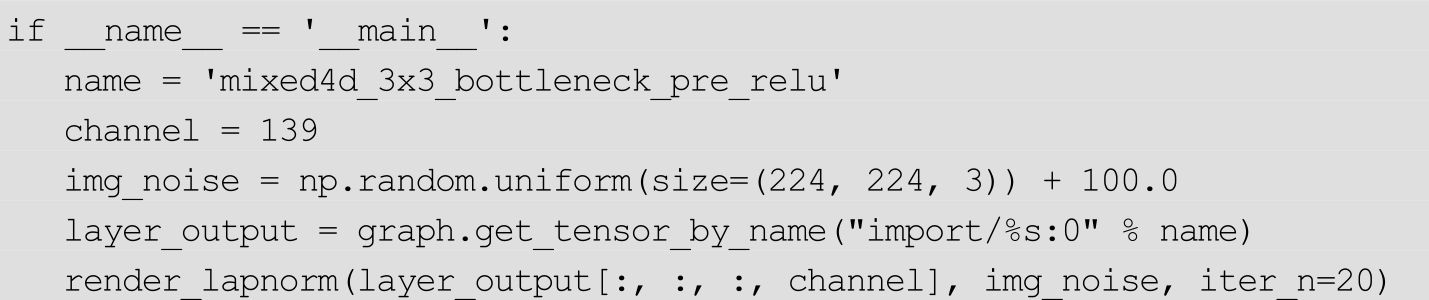 if __name__ == '__main__':
   name = 'mixed4d_3x3_bottleneck_pre_relu'
   channel = 139
   img_noise = np.random.uniform(size=(224, 224, 3)) + 100.0
   layer_output = graph.get_tensor_by_name("import/%s:0" % name)
   render_lapnorm(layer_output[:, :, :, channel], img_noise, iter_n=20)